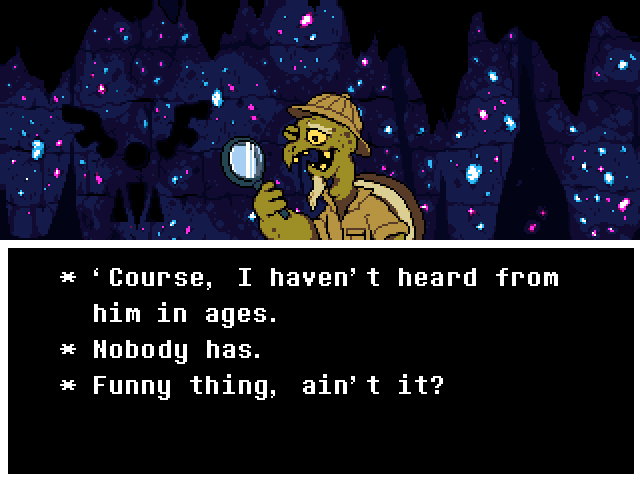 * ‘Course, I haven’t heard from
him in ages.
* Nobody has.
* Funny thing, ain’t it?